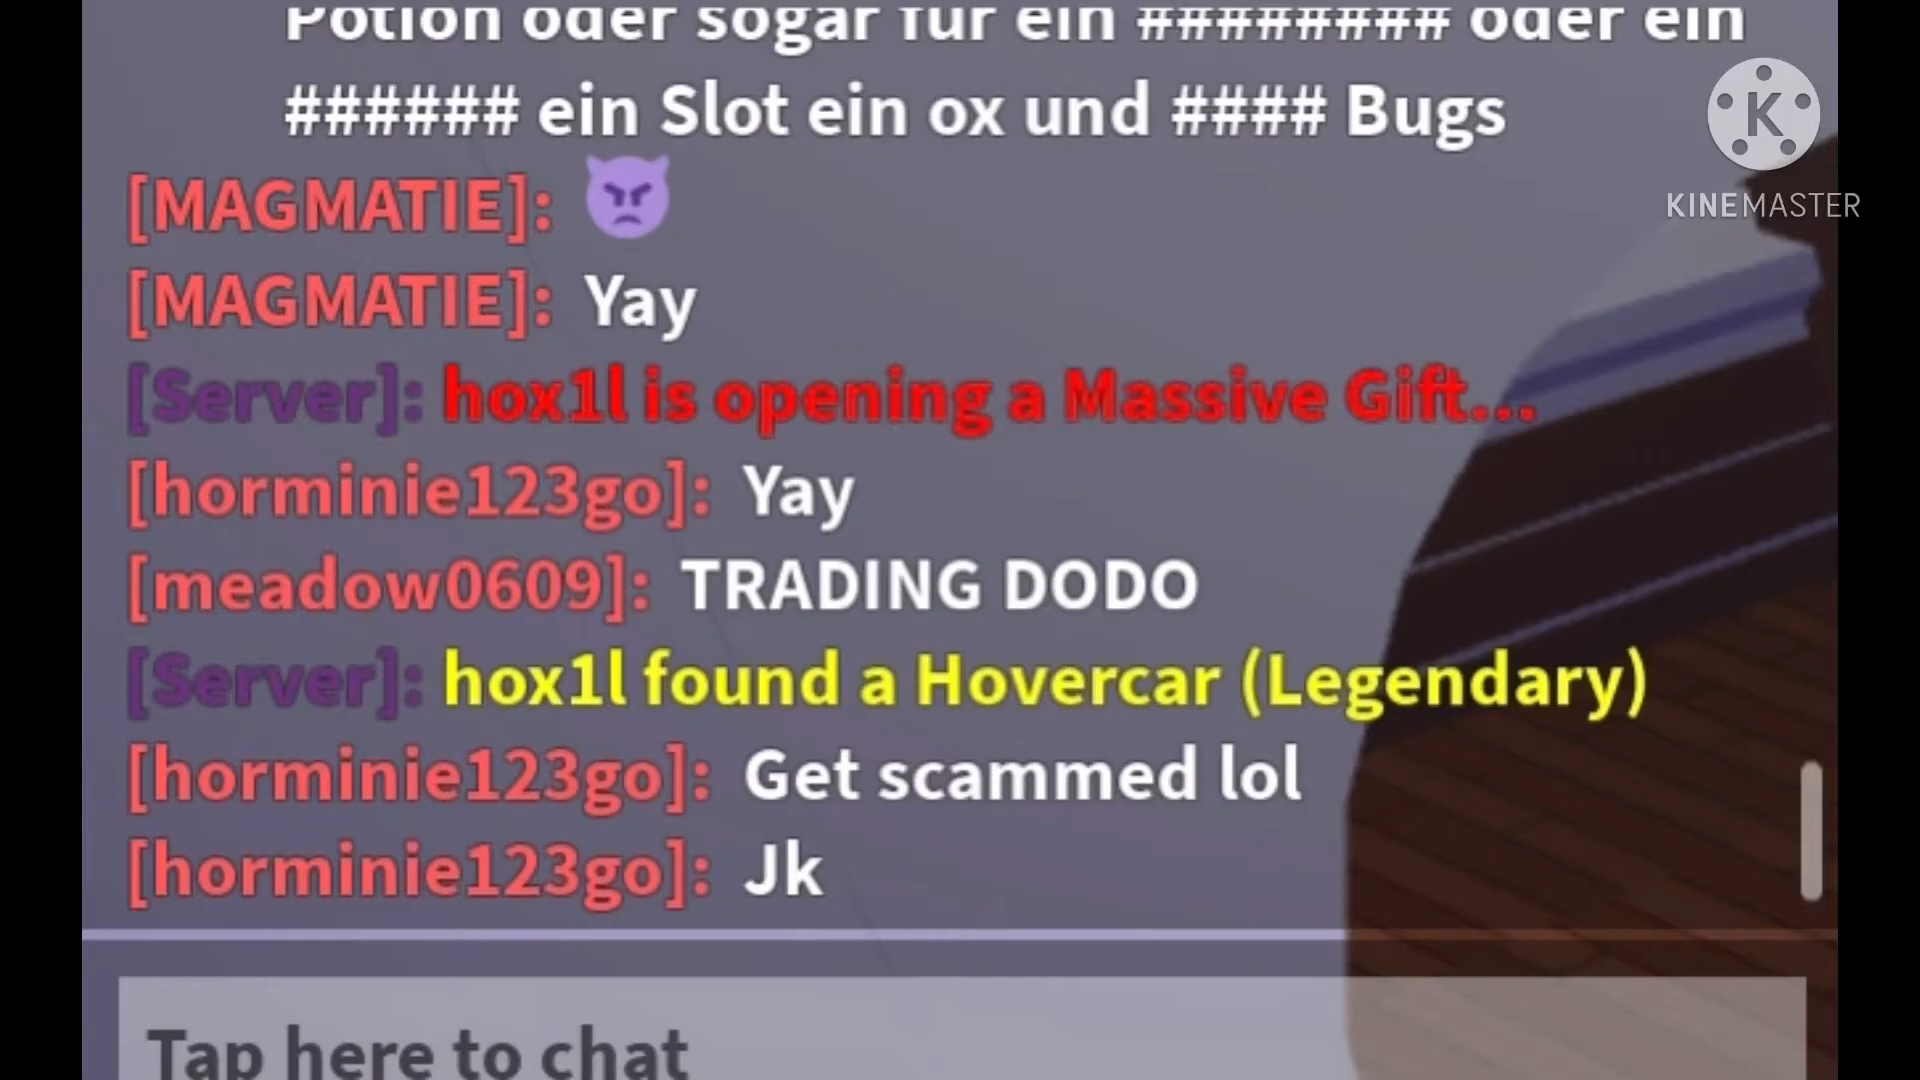 Potion oder sogar für ein ######## oder ein
###### ein Slot ein ox und #### Bugs
[MAGMATIE]: 👿
[MAGMATIE]: Yay
[Server]: hox1l is opening a Massive Gift...
[horminie123go]: Yay
[meadow0609]: TRADING DODO
[Server]: hox1l found a Hovercar (Legendary)
[horminie123go]: Get scammed lol
[horminie123go]: Jk
Tap here to chat
K
KINEMASTER